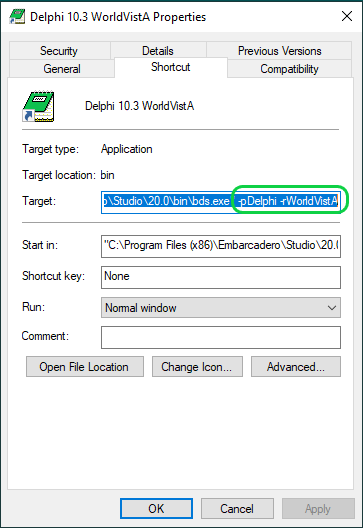 Delphi 10.3 WorldVistA Properties
Security Details Previous Versions
General Shortcut Compatibility
Delphi 10.3 WorldVistA
Target type: Application
Target location: bin
Target: o\Studio\20.0\bin\bds.exe -pDelphi -rWorldVistA
Start in: "C:\Program Files (x86)\Embarcadero\Studio\20.0
Shortcut key: None
Run: Normal window
Comment:
Open File Location Change Icon... Advanced...
OK Cancel Apply